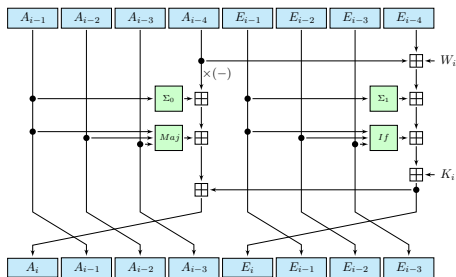 A_{i-1} A_{i-2} A_{i-3} A_{i-4} E_{i-1} E_{i-2} E_{i-3} E_{i-4}
W_i
×(−)
Σ_0 Σ_1
Maj If
K_i
A_i A_{i-1} A_{i-2} A_{i-3} E_i E_{i-1} E_{i-2} E_{i-3}